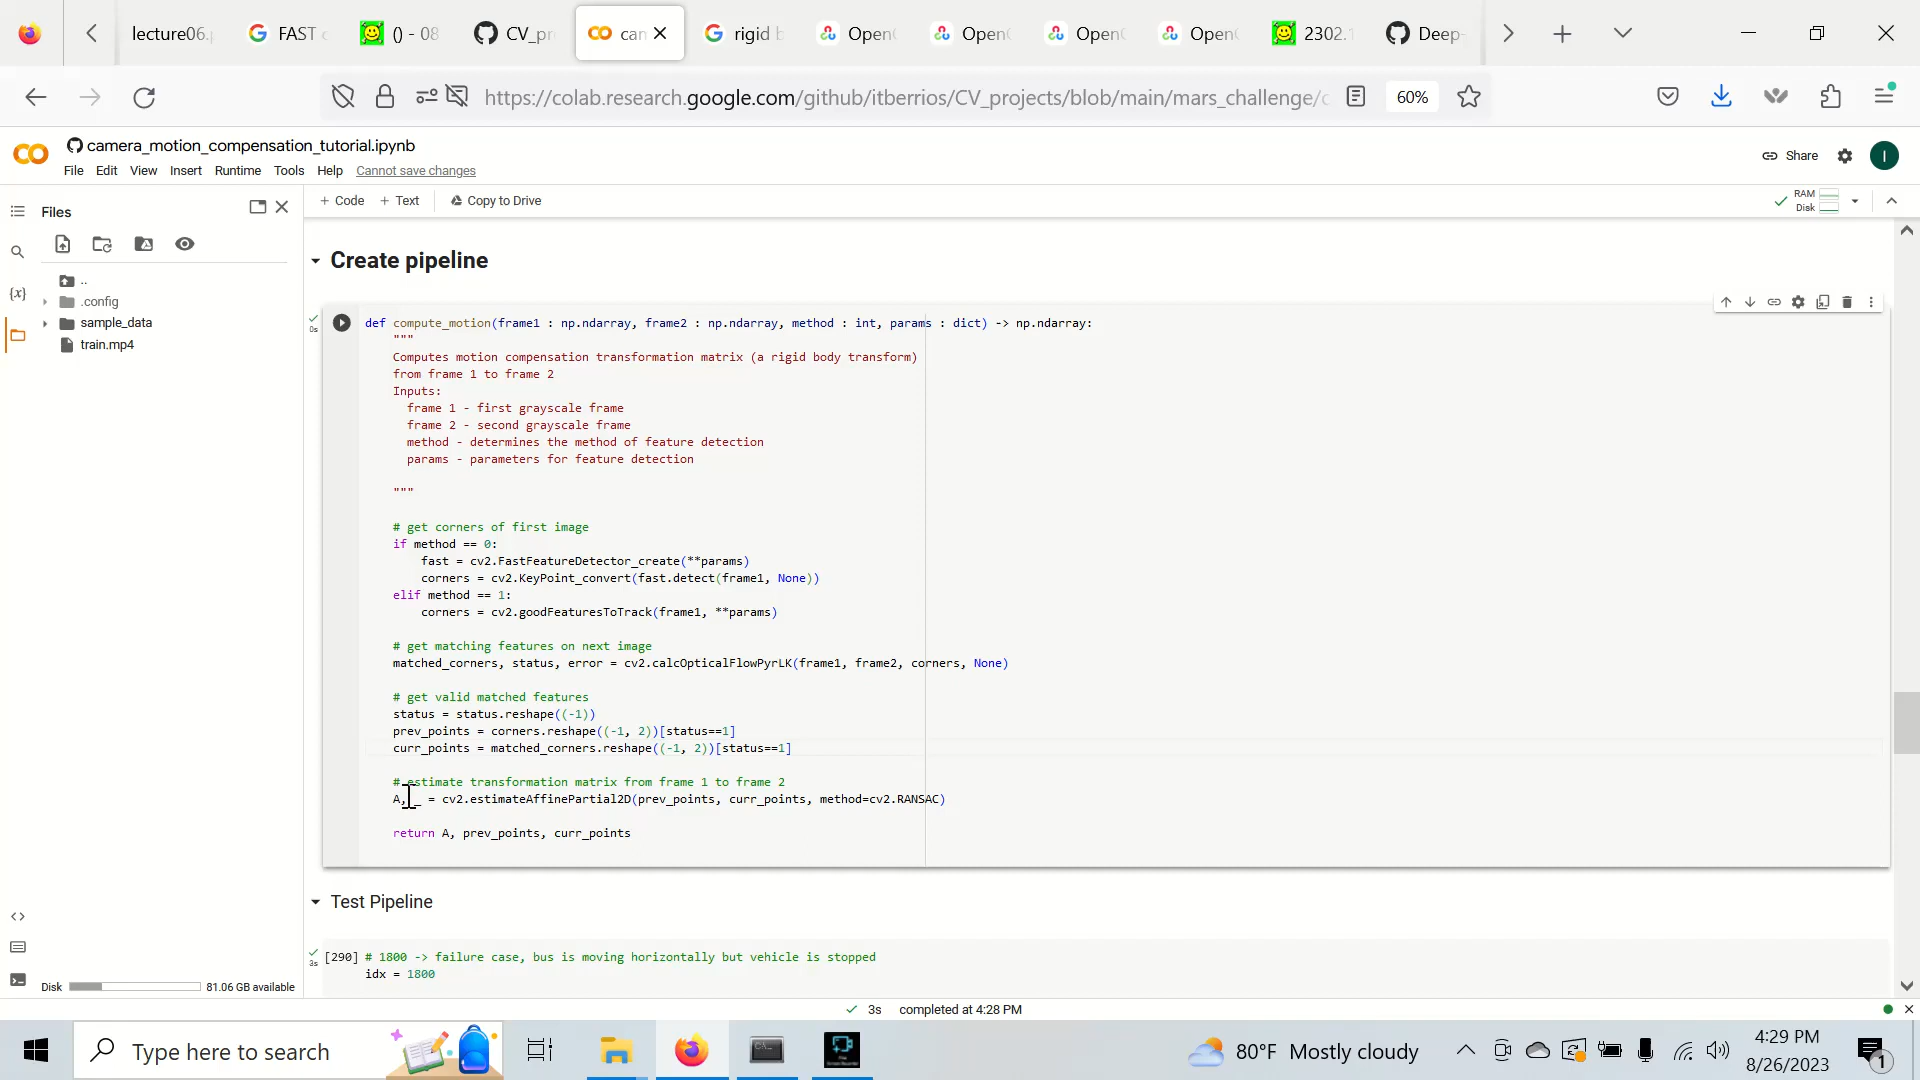 lecture06.
FAST
() - 08
CV_pr
can
rigid b
Open
Open
Open
Open
2302.
Deep-
https://colab.research.google.com/github/itberrios/CV_projects/blob/main/mars_challenge/c
60%
camera_motion_compensation_tutorial.ipynb
File Edit View Insert Runtime Tools Help Cannot save changes
Share
I
Files
+ Code + Text Copy to Drive
RAM
Disk
..
.config
sample_data
train.mp4
{x}
Create pipeline
0s
def compute_motion(frame1 : np.ndarray, frame2 : np.ndarray, method : int, params : dict) -> np.ndarray:
"""
Computes motion compensation transformation matrix (a rigid body transform)
from frame 1 to frame 2
Inputs:
frame 1 - first grayscale frame
frame 2 - second grayscale frame
method - determines the method of feature detection
params - parameters for feature detection
"""
# get corners of first image
if method == 0:
fast = cv2.FastFeatureDetector_create(**params)
corners = cv2.KeyPoint_convert(fast.detect(frame1, None))
elif method == 1:
corners = cv2.goodFeaturesToTrack(frame1, **params)
# get matching features on next image
matched_corners, status, error = cv2.calcOpticalFlowPyrLK(frame1, frame2, corners, None)
# get valid matched features
status = status.reshape((-1))
prev_points = corners.reshape((-1, 2))[status==1]
curr_points = matched_corners.reshape((-1, 2))[status==1]
# estimate transformation matrix from frame 1 to frame 2
A, _ = cv2.estimateAffinePartial2D(prev_points, curr_points, method=cv2.RANSAC)
return A, prev_points, curr_points
Test Pipeline
3s
[290] # 1800 -> failure case, bus is moving horizontally but vehicle is stopped
idx = 1800
Disk 81.06 GB available
3s completed at 4:28 PM
Type here to search
80°F Mostly cloudy
4:29 PM
8/26/2023
1